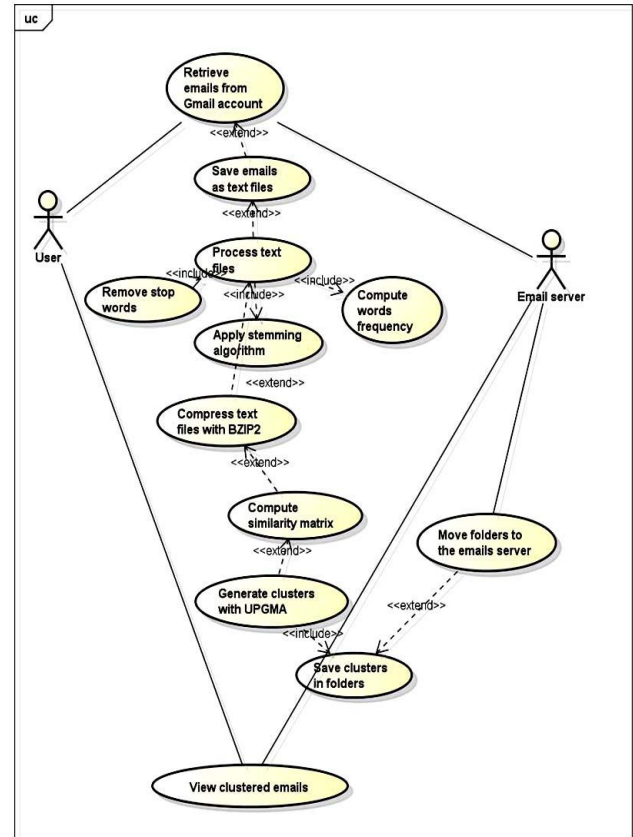 uc
Retrieve
emails from
Gmail account
<<extend>>
Save emails
as text files
<<extend>>
User
Process text
files
<<include>>
<<include>>
<<include>>
Remove stop
words
Compute
words
frequency
Email server
Apply stemming
algorithm
<<extend>>
Compress text
files with BZIP2
<<extend>>
Compute
similarity matrix
Move folders to
the emails server
<<extend>>
Generate clusters
with UPGMA
<<extend>>
<<include>>
Save clusters
in folders
View clustered emails